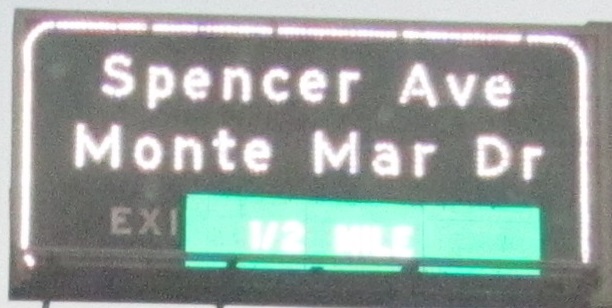 Spencer Ave
Monte Mar Dr
EXI 1/2 MILE